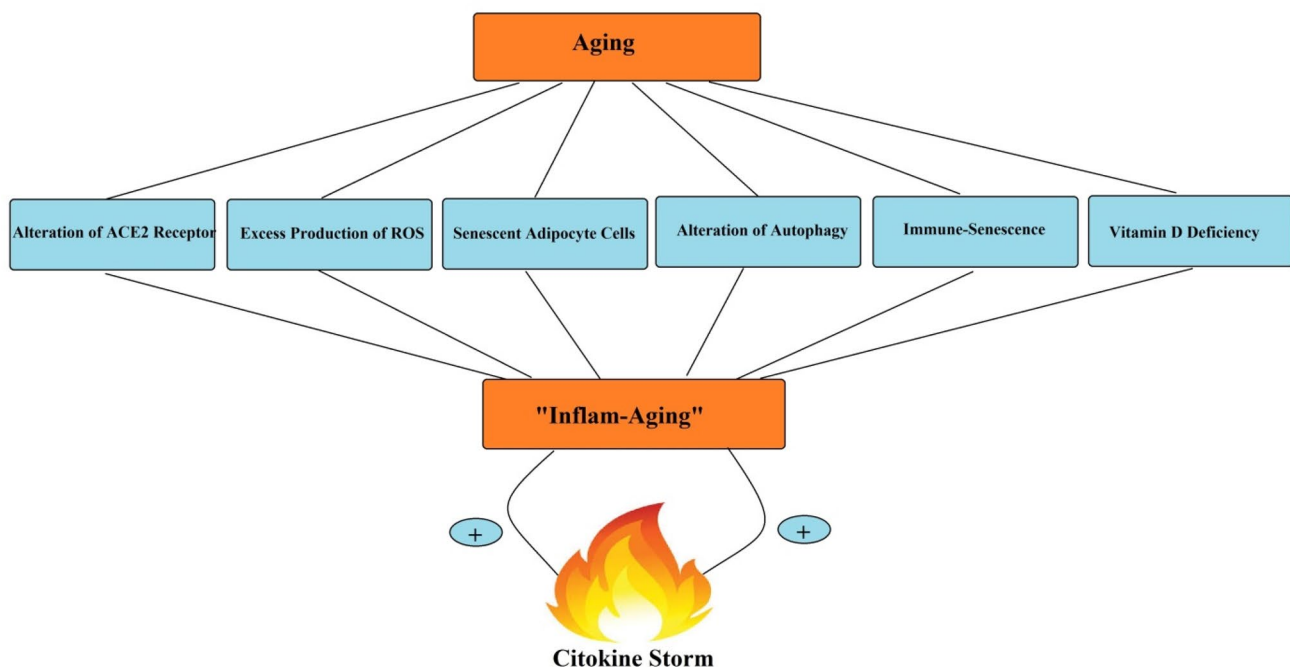 Aging
Alteration of ACE2 Receptor
Excess Production of ROS
Senescent Adipocyte Cells
Alteration of Autophagy
Immune-Senescence
Vitamin D Deficiency
"Inflam-Aging"
+
+
Citokine Storm